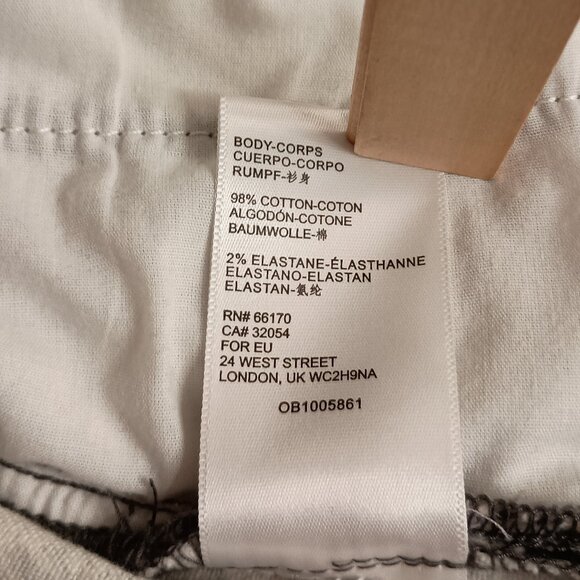 BODY-CORPS
CUERPO-CORPO
RUMPF-衫身
98% COTTON-COTON
ALGODÓN-COTONE
BAUMWOLLE-棉
2% ELASTANE-ÉLASTHANNE
ELASTANO-ELASTAN
ELASTAN-氨纶
RN# 66170
CA# 32054
FOR EU
24 WEST STREET
LONDON, UK WC2H9NA
OB1005861